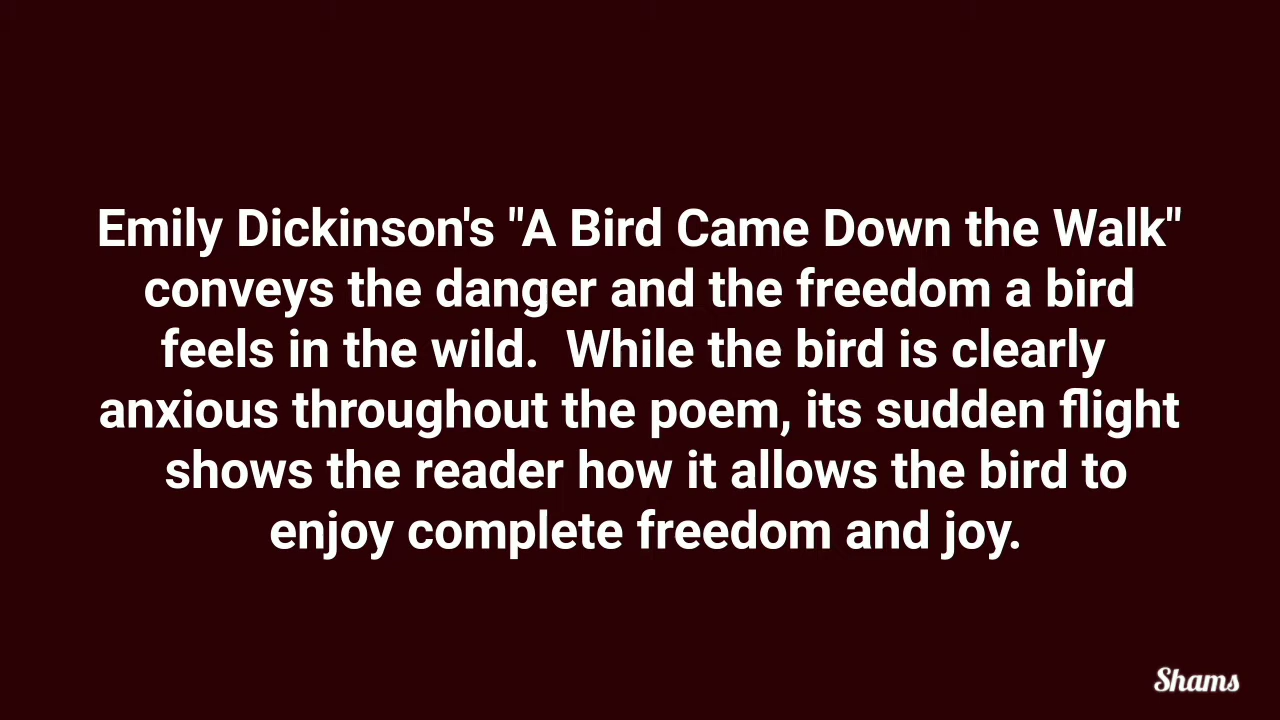 Emily Dickinson's "A Bird Came Down the Walk"
conveys the danger and the freedom a bird
feels in the wild.  While the bird is clearly
anxious throughout the poem, its sudden flight
shows the reader how it allows the bird to
enjoy complete freedom and joy.
Shams